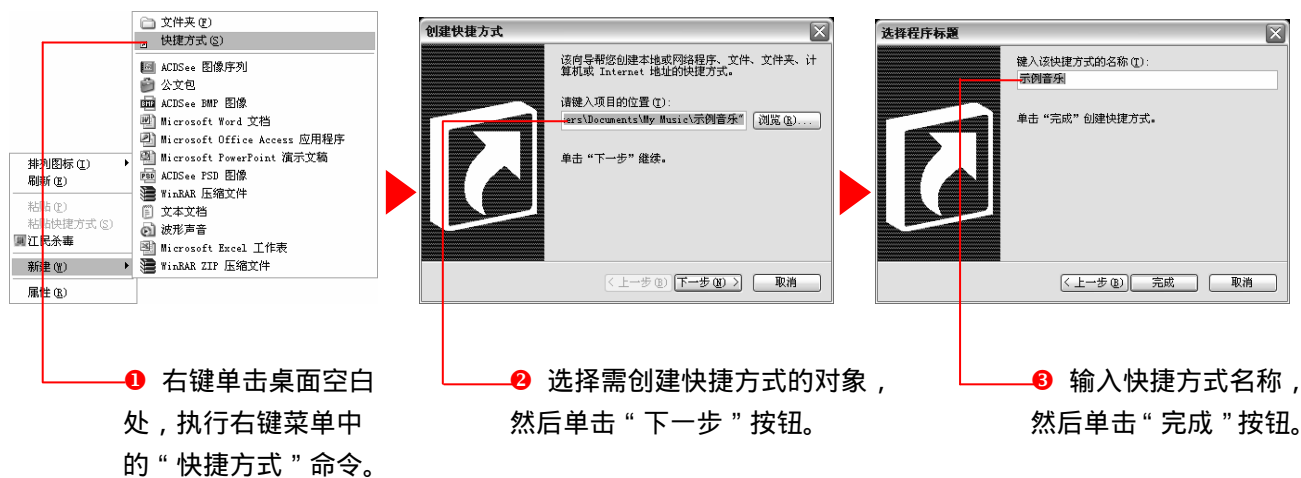 文件夹(F)
快捷方式(S)
ACDSee 图像序列
公文包
ACDSee BMP 图像
Microsoft Word 文档
Microsoft Office Access 应用程序
Microsoft PowerPoint 演示文稿
ACDSee PSD 图像
WinRAR 压缩文件
文本文档
波形声音
Microsoft Excel 工作表
WinRAR ZIP 压缩文件
排列图标(I)
刷新(E)
粘贴(P)
粘贴快捷方式(S)
江民杀毒
新建(W)
属性(R)
创建快捷方式
该向导帮您创建本地或网络程序、文件、文件夹、计
算机或 Internet 地址的快捷方式。
请键入项目的位置(T):
ers\Documents\My Music\示例音乐"
浏览(R)...
单击“下一步”继续。
<上一步(B)
下一步(N)>
取消
选择程序标题
键入该快捷方式的名称(T):
示例音乐
单击“完成”创建快捷方式。
<上一步(B)
完成
取消
❶ 右键单击桌面空白
处，执行右键菜单中
的“快捷方式”命令。
❷ 选择需创建快捷方式的对象，
然后单击“下一步”按钮。
❸ 输入快捷方式名称，
然后单击“完成”按钮。